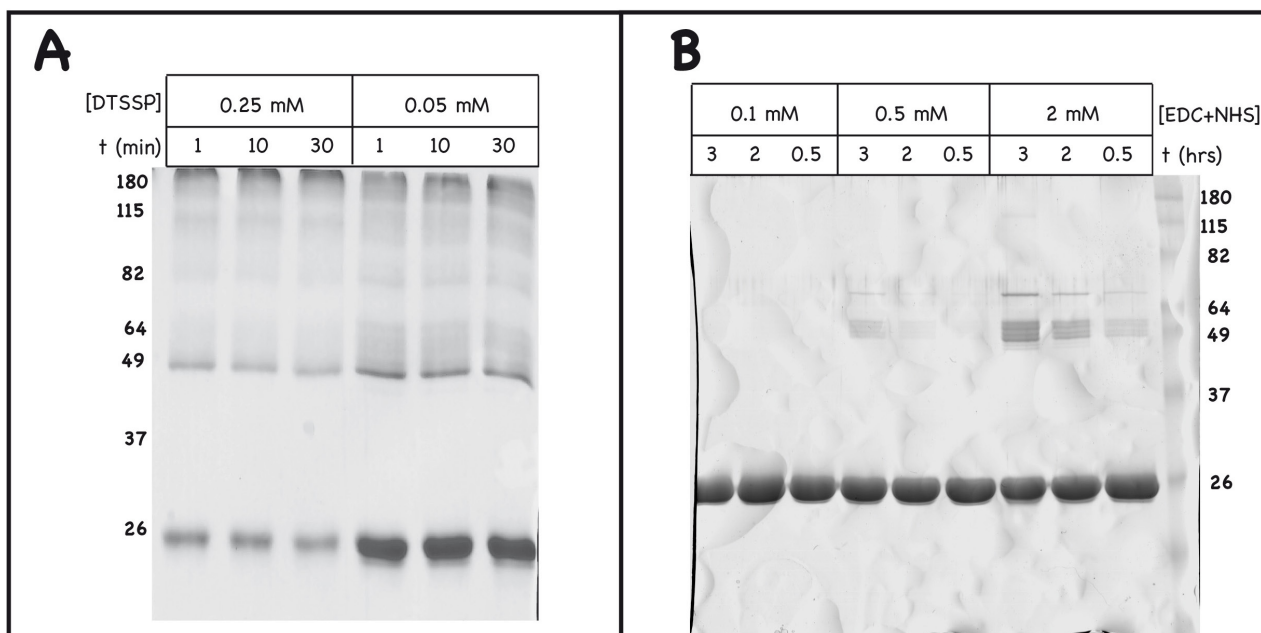 A
[DTSSP] 0.25 mM 0.05 mM
t (min) 1 10 30 1 10 30
180
115
82
64
49
37
26
B
0.1 mM 0.5 mM 2 mM [EDC+NHS]
3 2 0.5 3 2 0.5 3 2 0.5 t (hrs)
180
115
82
64
49
37
26